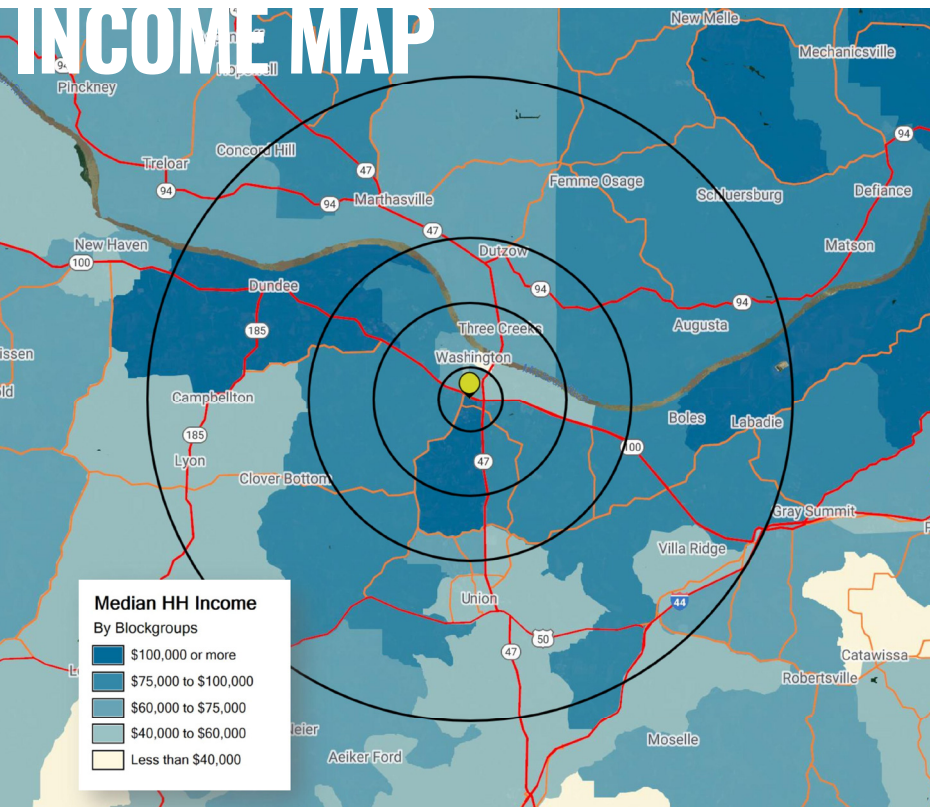 INCOME MAP
New Melle
Mechanicsville
Pinckney
94
Treloar
Concord Hill
47
94
94
Marthasville
Femme Osage
Schluersburg
Defiance
47
Matson
New Haven
100
Dutzow
Dundee
94
94
185
Three Creeks
Augusta
Washington
Campbellton
185
Boles
Labadie
Lyon
47
100
Clover Bottom
Gray Summit
Villa Ridge
Union
44
50
47
Catawissa
Robertsville
Moselle
Aeiker Ford
Median HH Income
By Blockgroups
$100,000 or more
$75,000 to $100,000
$60,000 to $75,000
$40,000 to $60,000
Less than $40,000